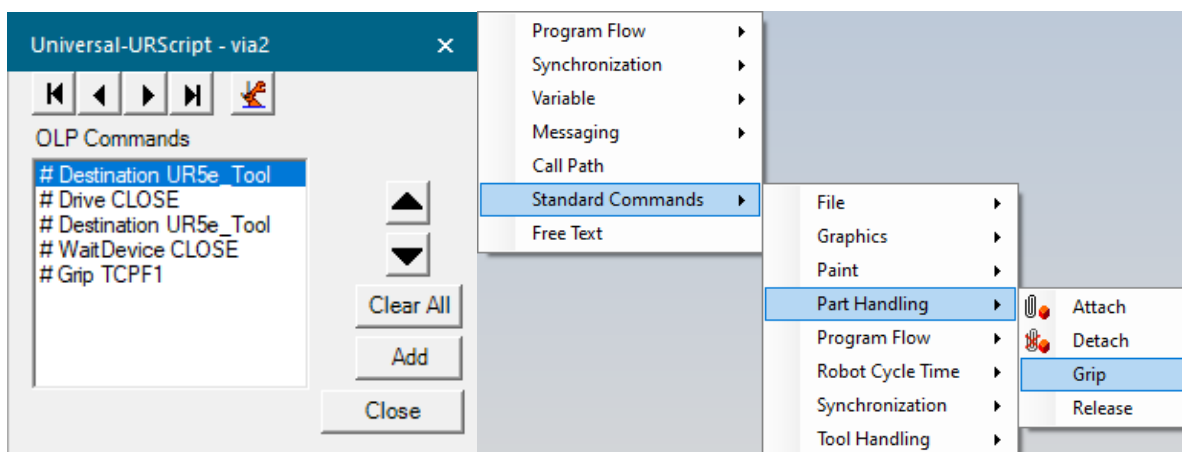 Universal-URScript - via2
OLP Commands
# Destination UR5e_Tool
# Drive CLOSE
# Destination UR5e_Tool
# WaitDevice CLOSE
# Grip TCPF1
Clear All
Add
Close
Program Flow
Synchronization
Variable
Messaging
Call Path
Standard Commands
Free Text
File
Graphics
Paint
Part Handling
Program Flow
Robot Cycle Time
Synchronization
Tool Handling
Attach
Detach
Grip
Release